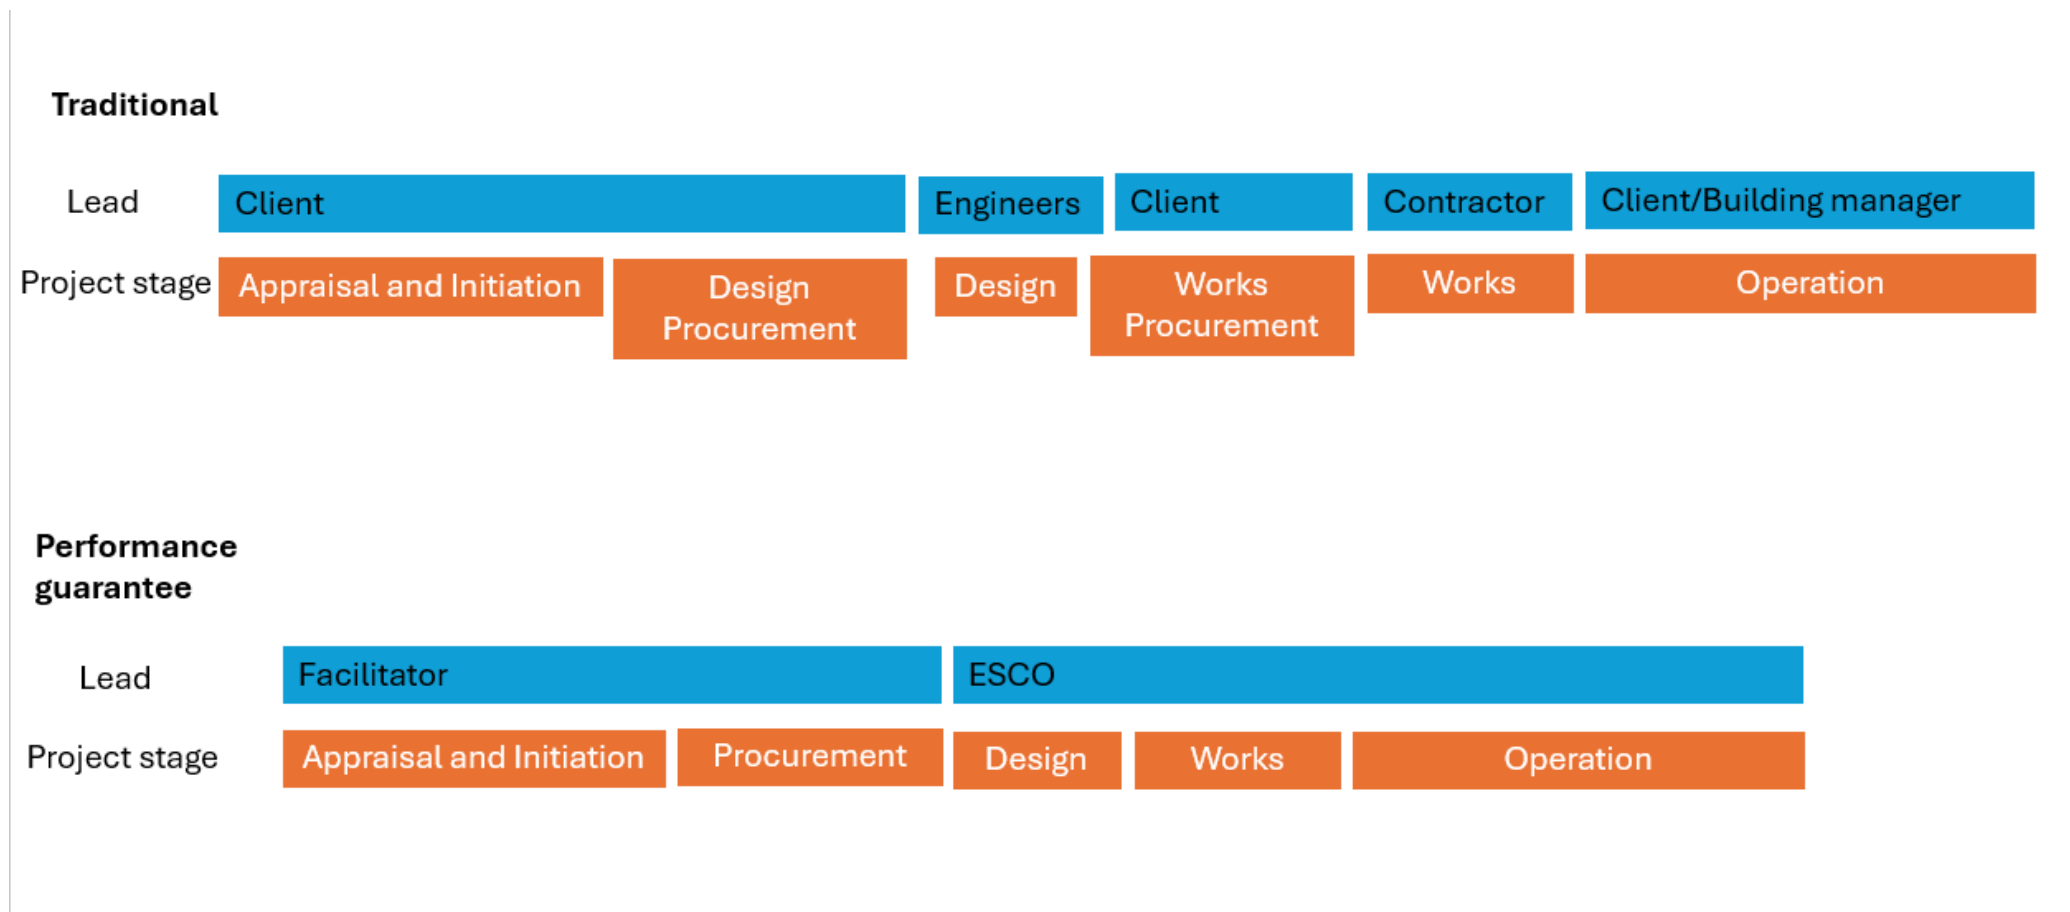 Traditional
Lead
Client
Engineers
Client
Contractor
Client/Building manager
Project stage
Appraisal and Initiation
Design
Procurement
Design
Works
Procurement
Works
Operation
Performance
guarantee
Lead
Facilitator
ESCO
Project stage
Appraisal and Initiation
Procurement
Design
Works
Operation